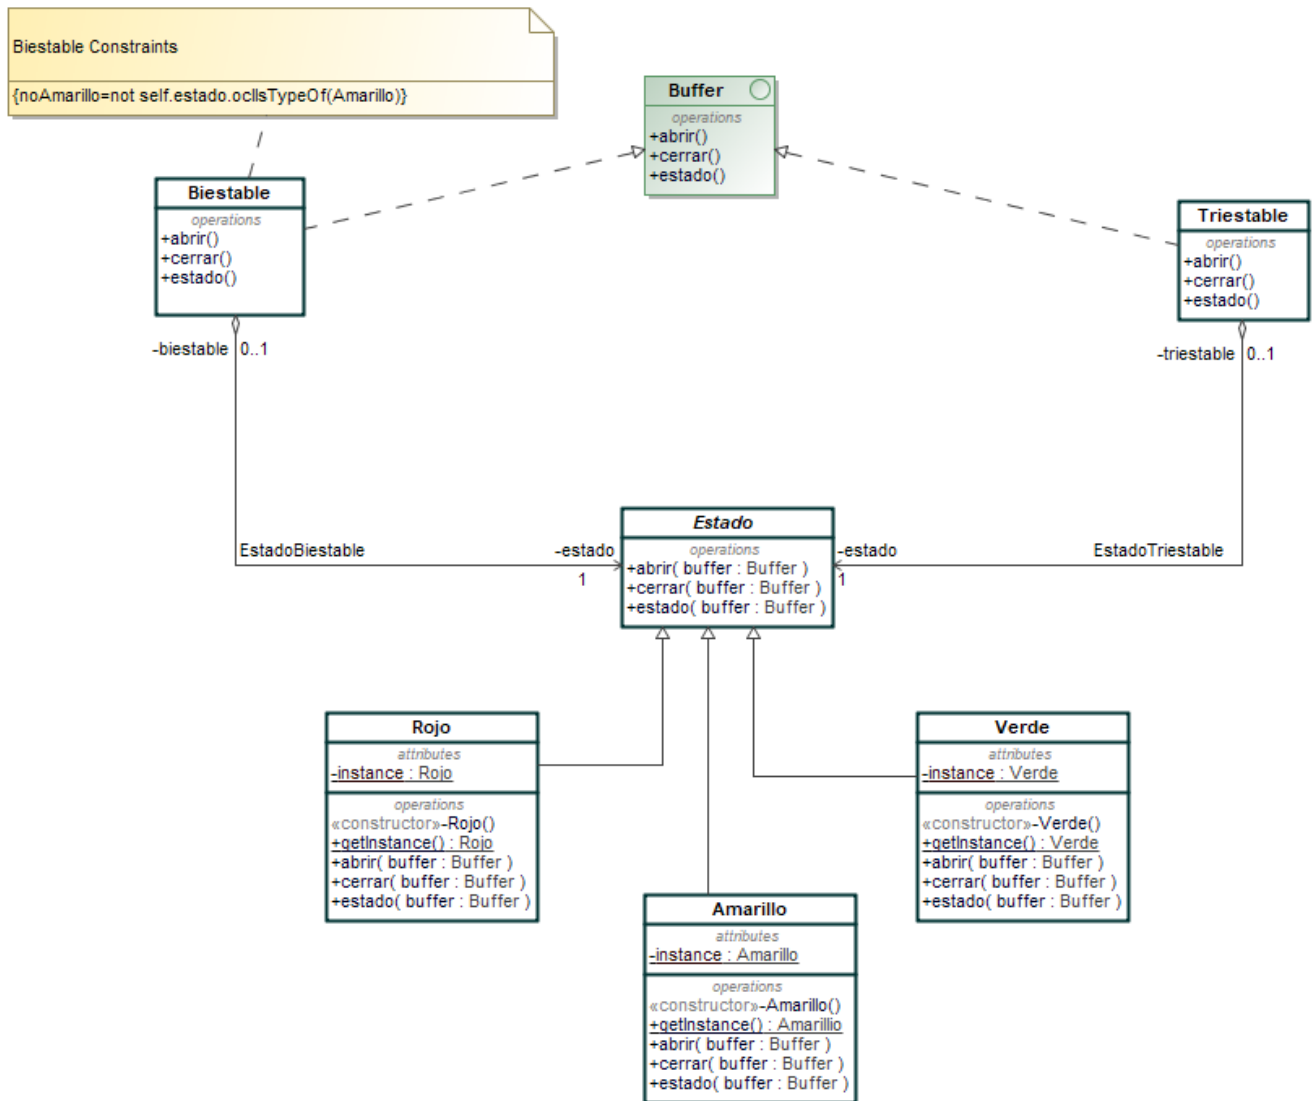 Biestable Constraints
{noAmarillo=not self.estado.oclIsTypeOf(Amarillo)}
Buffer
operations
+abrir()
+cerrar()
+estado()
Biestable
operations
+abrir()
+cerrar()
+estado()
Triestable
operations
+abrir()
+cerrar()
+estado()
-biestable 0..1
-triestable 0..1
EstadoBiestable
-estado
1
Estado
operations
+abrir( buffer : Buffer )
+cerrar( buffer : Buffer )
+estado( buffer : Buffer )
-estado
1
EstadoTriestable
Rojo
attributes
-instance : Rojo
operations
«constructor»-Rojo()
+getInstance() : Rojo
+abrir( buffer : Buffer )
+cerrar( buffer : Buffer )
+estado( buffer : Buffer )
Verde
attributes
-instance : Verde
operations
«constructor»-Verde()
+getInstance() : Verde
+abrir( buffer : Buffer )
+cerrar( buffer : Buffer )
+estado( buffer : Buffer )
Amarillo
attributes
-instance : Amarillo
operations
«constructor»-Amarillo()
+getInstance() : Amarillio
+abrir( buffer : Buffer )
+cerrar( buffer : Buffer )
+estado( buffer : Buffer )